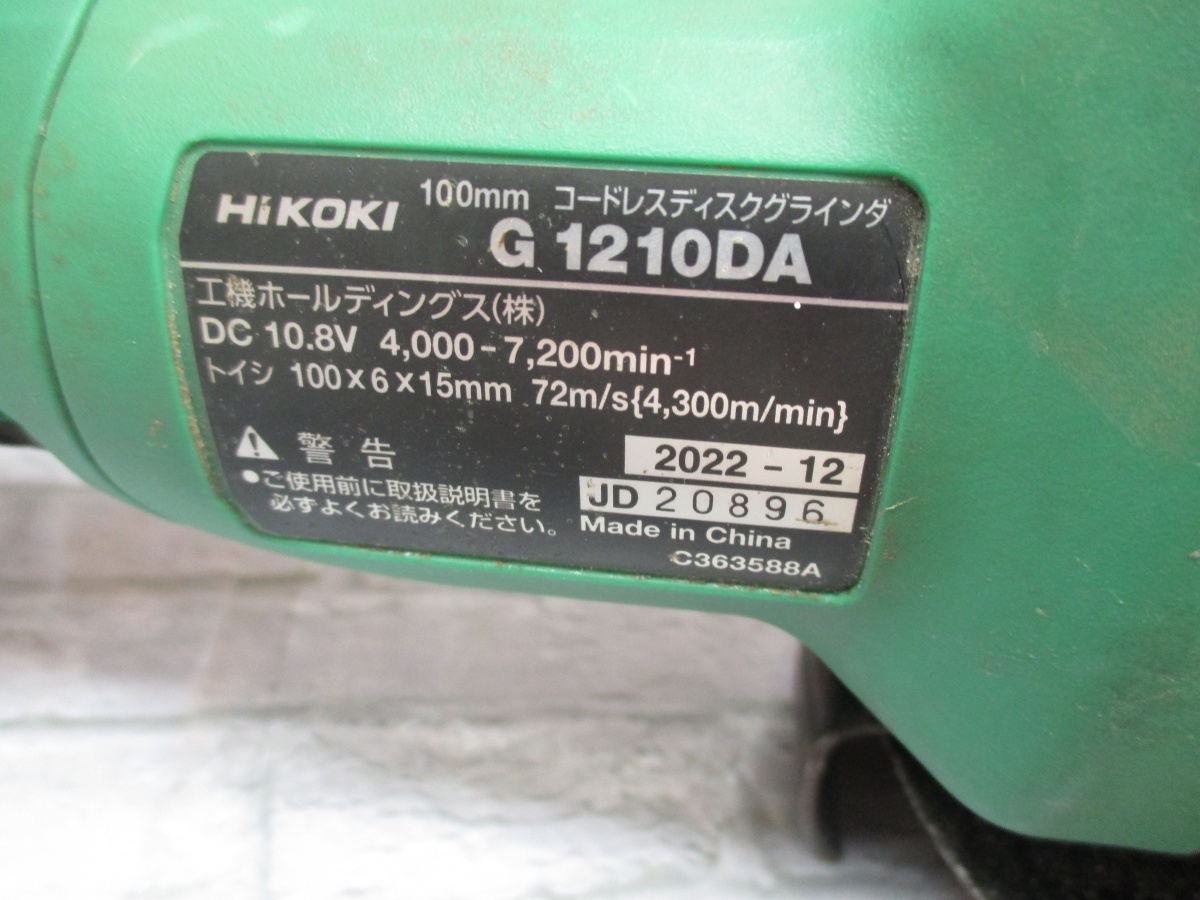 HiKOKI 100mm コードレスディスクグラインダ
G 1210DA
工機ホールディングス(株)
DC 10.8V 4,000-7,200min-1
トイシ 100×6×15mm 72m/s{4,300m/min}
警告
●ご使用前に取扱説明書を
必ずよくお読みください。
2022-12
JD 20896
Made in China
C363588A